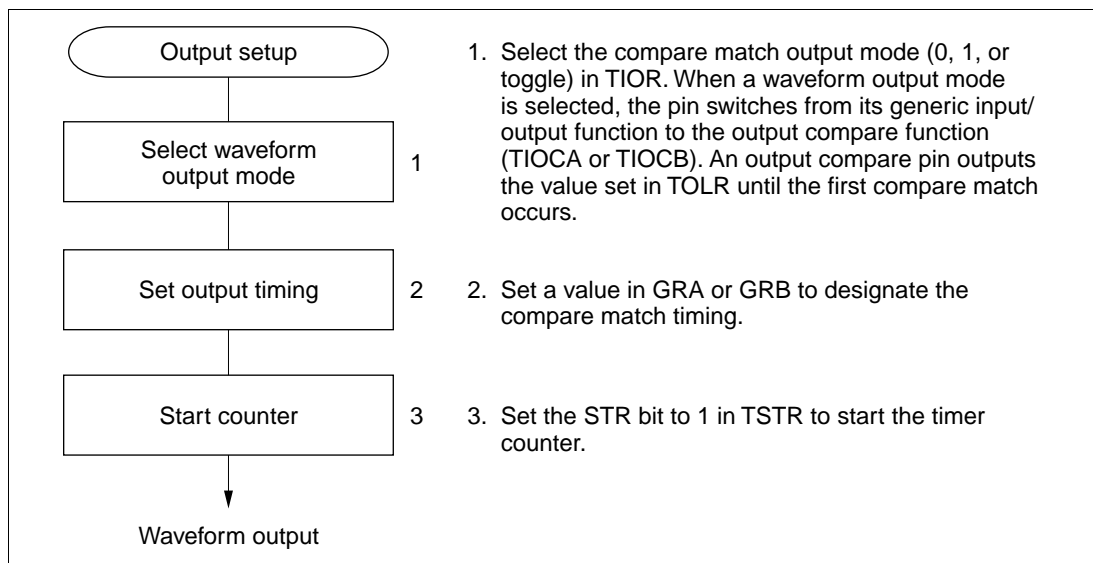 Output setup
Select waveform
output mode
1
Set output timing
2
Start counter
3
Waveform output
1. Select the compare match output mode (0, 1, or
toggle) in TIOR. When a waveform output mode
is selected, the pin switches from its generic input/
output function to the output compare function
(TIOCA or TIOCB). An output compare pin outputs
the value set in TOLR until the first compare match
occurs.
2. Set a value in GRA or GRB to designate the
compare match timing.
3. Set the STR bit to 1 in TSTR to start the timer
counter.